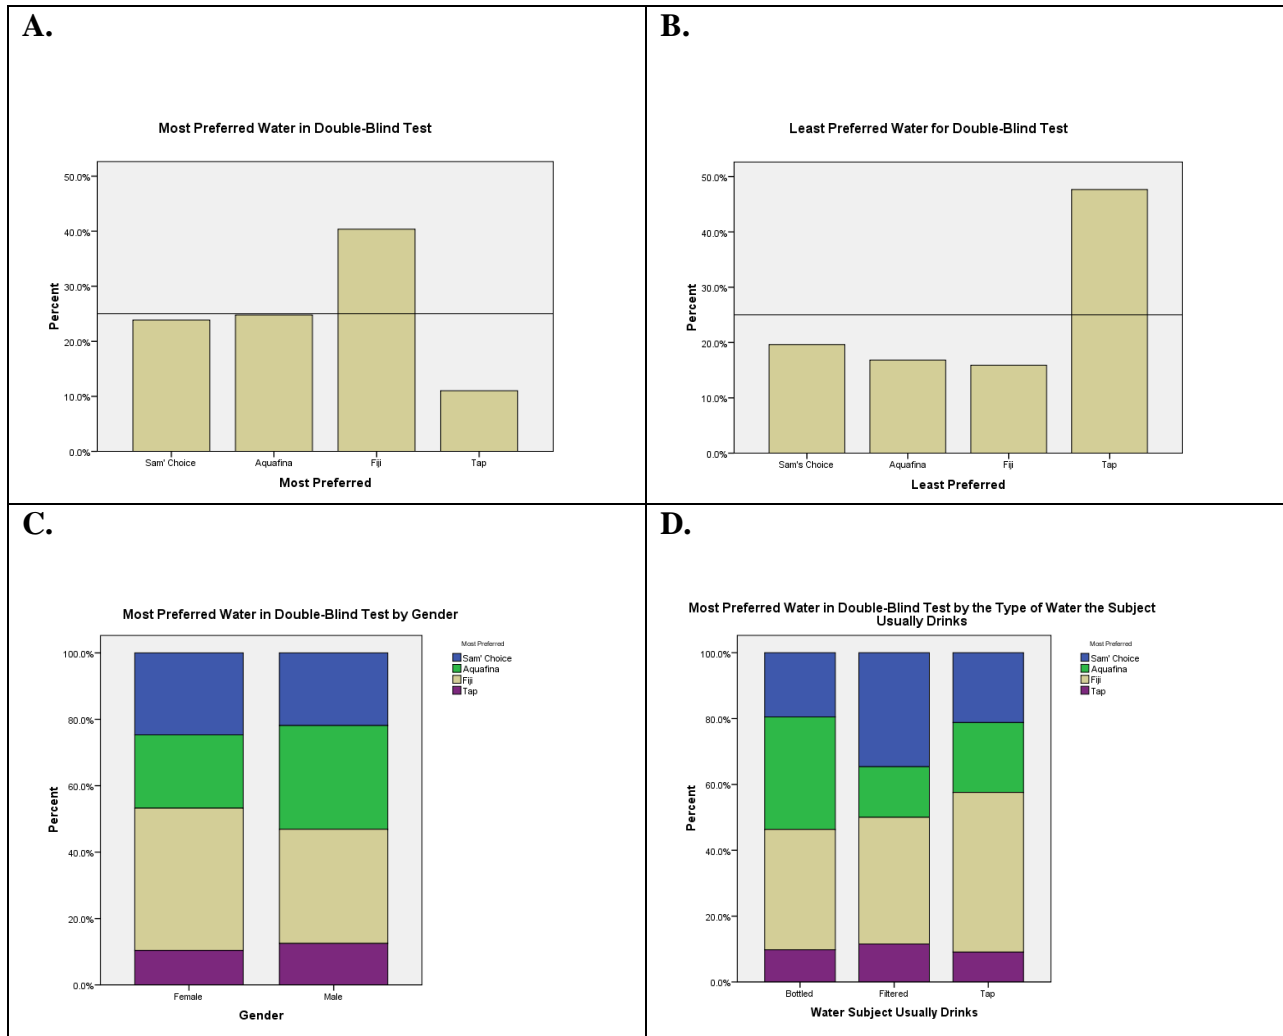 A.
Most Preferred Water in Double-Blind Test
50.0%
40.0%
30.0%
20.0%
10.0%
0.0%
Percent
Sam' Choice
Aquafina
Fiji
Tap
Most Preferred
B.
Least Preferred Water for Double-Blind Test
50.0%
40.0%
30.0%
20.0%
10.0%
0.0%
Percent
Sam's Choice
Aquafina
Fiji
Tap
Least Preferred
C.
Most Preferred Water in Double-Blind Test by Gender
Most Preferred
Sam' Choice
Aquafina
Fiji
Tap
100.0%
80.0%
60.0%
40.0%
20.0%
0.0%
Percent
Female
Male
Gender
D.
Most Preferred Water in Double-Blind Test by the Type of Water the Subject
Usually Drinks
Most Preferred
Sam' Choice
Aquafina
Fiji
Tap
100.0%
80.0%
60.0%
40.0%
20.0%
0.0%
Percent
Bottled
Filtered
Tap
Water Subject Usually Drinks